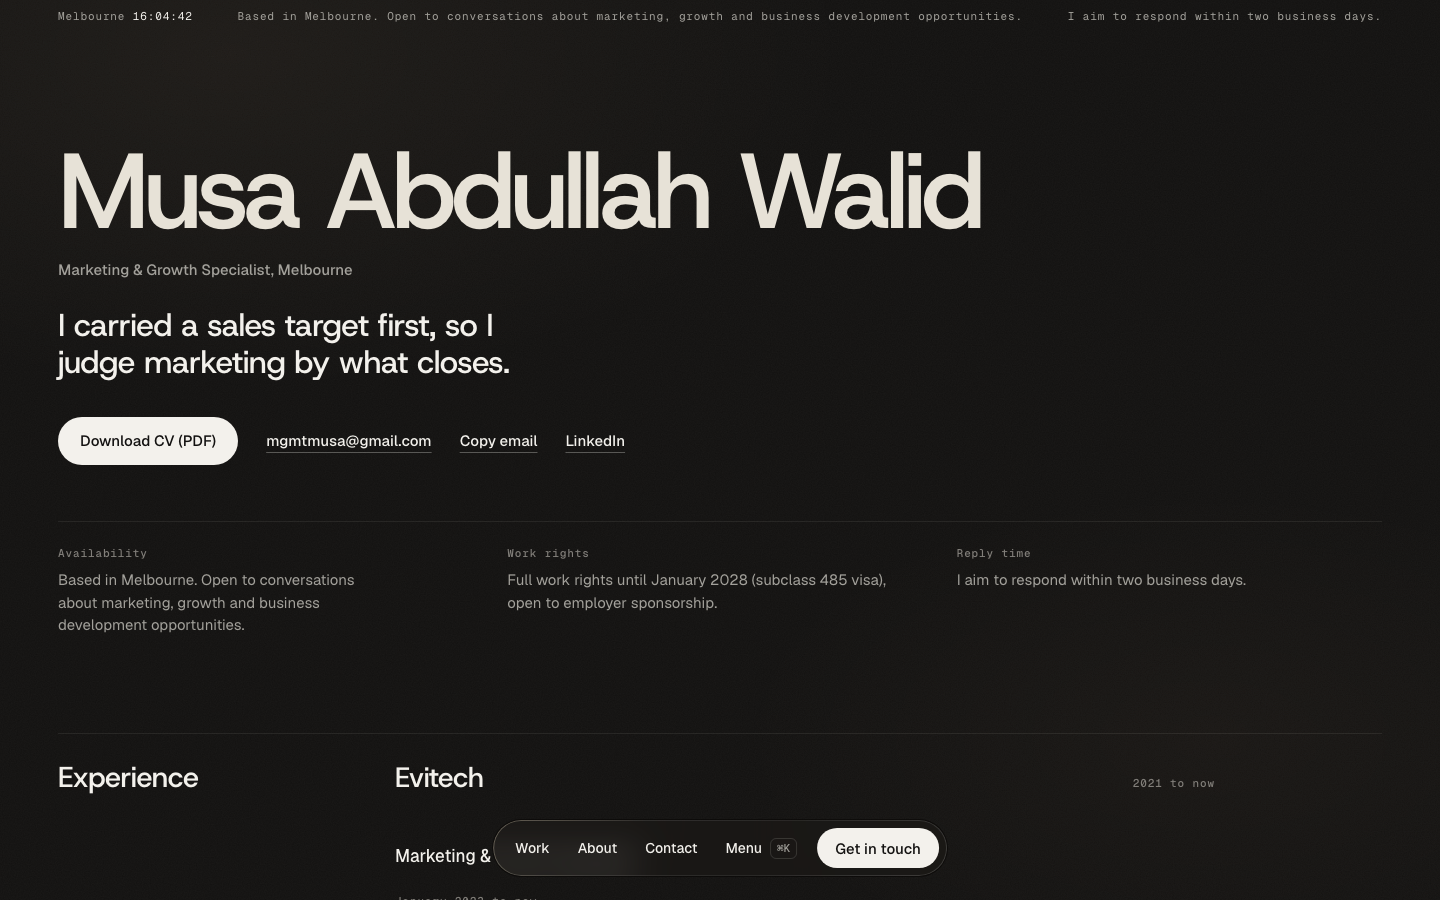 Melbourne 16:04:42 Based in Melbourne. Open to conversations about marketing, growth and business development opportunities. I aim to respond within two business days.
Musa Abdullah Walid
Marketing & Growth Specialist, Melbourne
I carried a sales target first, so I
judge marketing by what closes.
Download CV (PDF) mgmtmusa@gmail.com Copy email LinkedIn
Availability
Based in Melbourne. Open to conversations
about marketing, growth and business
development opportunities.
Work rights
Full work rights until January 2028 (subclass 485 visa),
open to employer sponsorship.
Reply time
I aim to respond within two business days.
Experience
Evitech
2021 to now
Marketing &
Work About Contact Menu ⌘K Get in touch